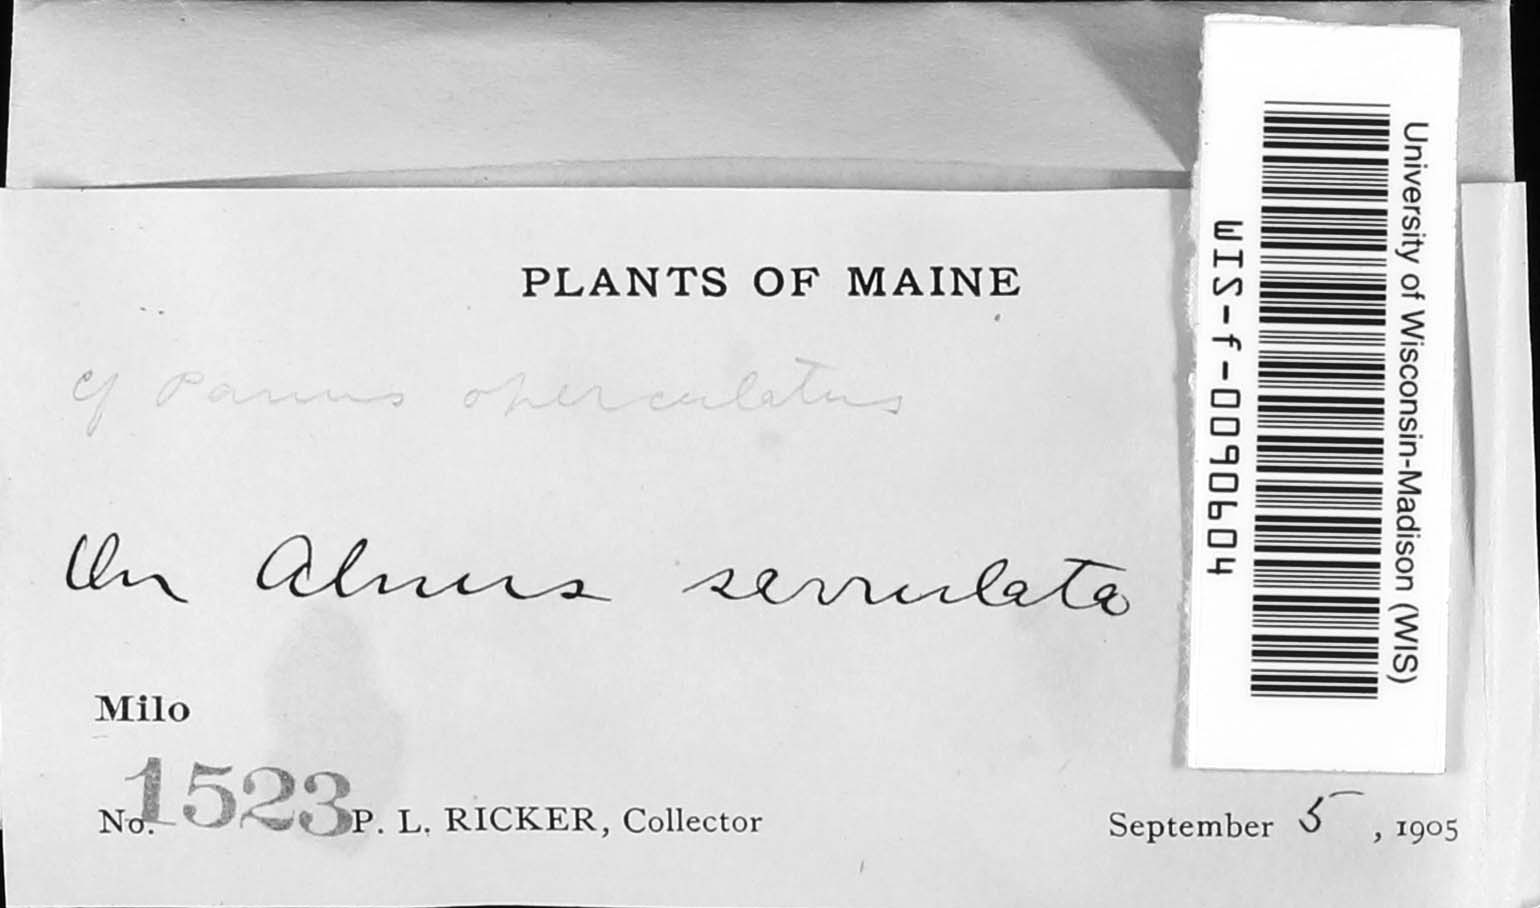 PLANTS OF MAINE
cf Panus operculatus
On Alnus serrulata
Milo
No. 1523 P. L. RICKER, Collector
September 5, 1905
University of Wisconsin-Madison (WIS)
WIS-f-0090604